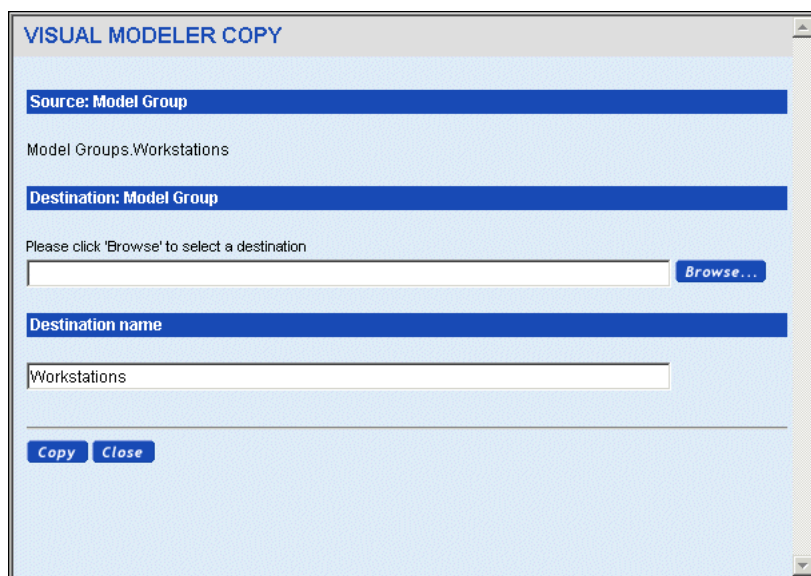 VISUAL MODELER COPY
Source: Model Group
Model Groups.Workstations
Destination: Model Group
Please click 'Browse' to select a destination
Browse...
Destination name
Workstations
Copy Close